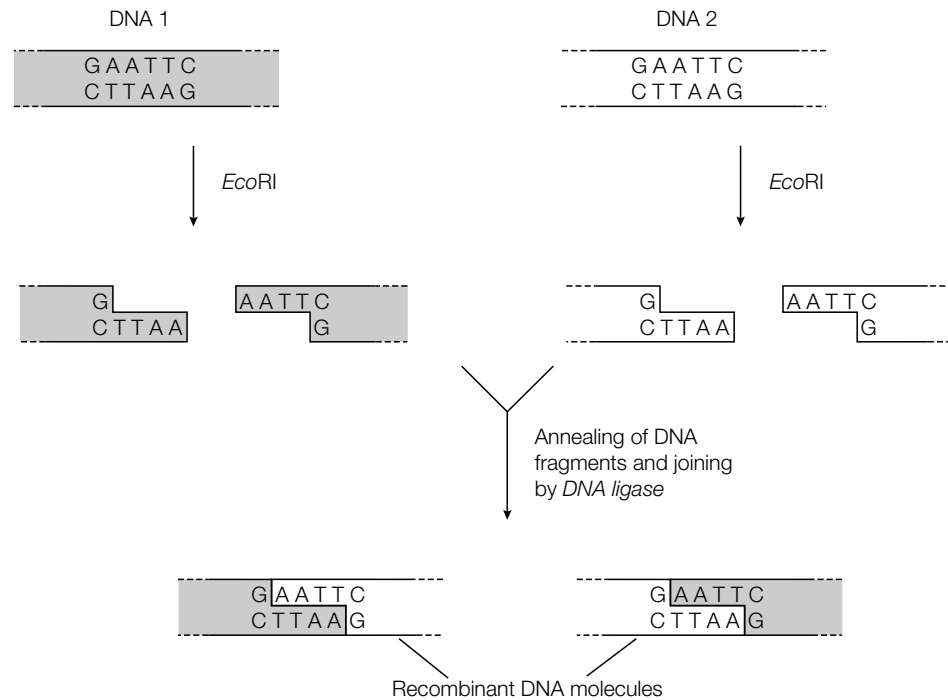 DNA 1
DNA 2
GAATTC
CTTAAG
GAATTC
CTTAAG
EcoRI
EcoRI
G
CTTAA
AATTC
G
G
CTTAA
AATTC
G
Annealing of DNA
fragments and joining
by DNA ligase
GAATTC
CTTAAG
GAATTC
CTTAAG
Recombinant DNA molecules